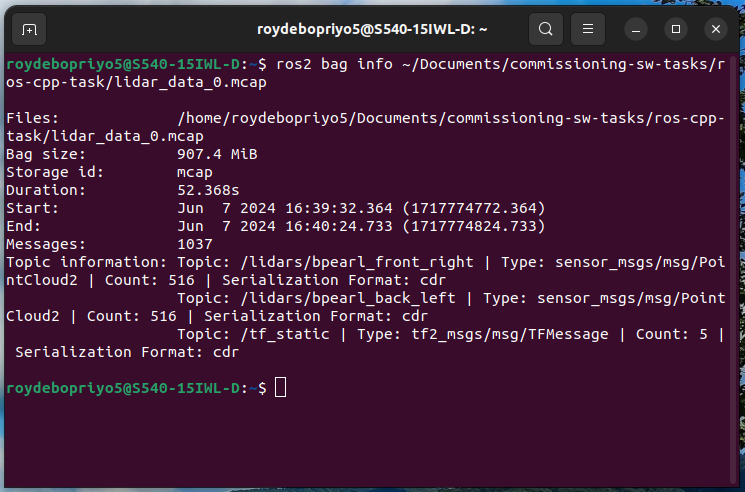 roydebopriyo5@S540-15IWL-D: ~
roydebopriyo5@S540-15IWL-D:~$ ros2 bag info ~/Documents/commissioning-sw-tasks/r
os-cpp-task/lidar_data_0.mcap
Files:             /home/roydebopriyo5/Documents/commissioning-sw-tasks/ros-cpp-
task/lidar_data_0.mcap
Bag size:          907.4 MiB
Storage id:        mcap
Duration:          52.368s
Start:             Jun  7 2024 16:39:32.364 (1717774772.364)
End:               Jun  7 2024 16:40:24.733 (1717774824.733)
Messages:          1037
Topic information: Topic: /lidars/bpearl_front_right | Type: sensor_msgs/msg/Poi
ntCloud2 | Count: 516 | Serialization Format: cdr
                   Topic: /lidars/bpearl_back_left | Type: sensor_msgs/msg/Point
Cloud2 | Count: 516 | Serialization Format: cdr
                   Topic: /tf_static | Type: tf2_msgs/msg/TFMessage | Count: 5 |
 Serialization Format: cdr
roydebopriyo5@S540-15IWL-D:~$